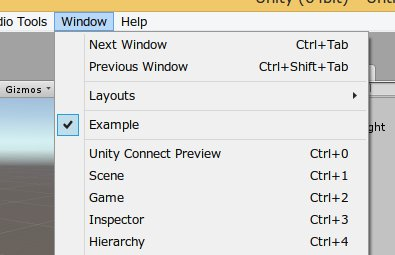 Unity (64bit)
dio Tools Window Help
Gizmos
Next Window Ctrl+Tab
Previous Window Ctrl+Shift+Tab
Layouts
Example
ght
Unity Connect Preview Ctrl+0
Scene Ctrl+1
Game Ctrl+2
Inspector Ctrl+3
Hierarchy Ctrl+4